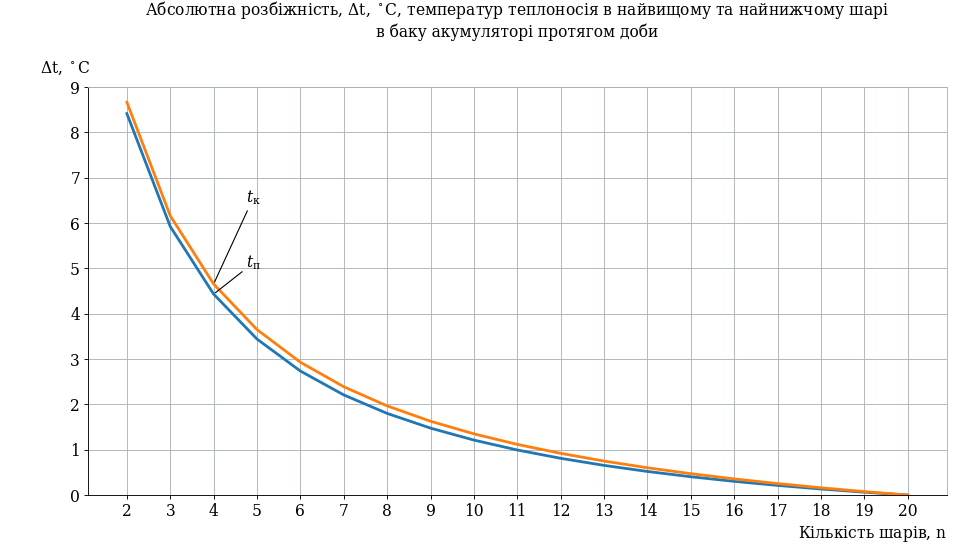 Абсолютна розбіжність, Δt, ˚С, температур теплоносія в найвищому та найнижчому шарі
в баку акумуляторі протягом доби
Δt, ˚С
9
8
7
6
5
4
3
2
1
0
tк
tп
2 3 4 5 6 7 8 9 10 11 12 13 14 15 16 17 18 19 20
Кількість шарів, n